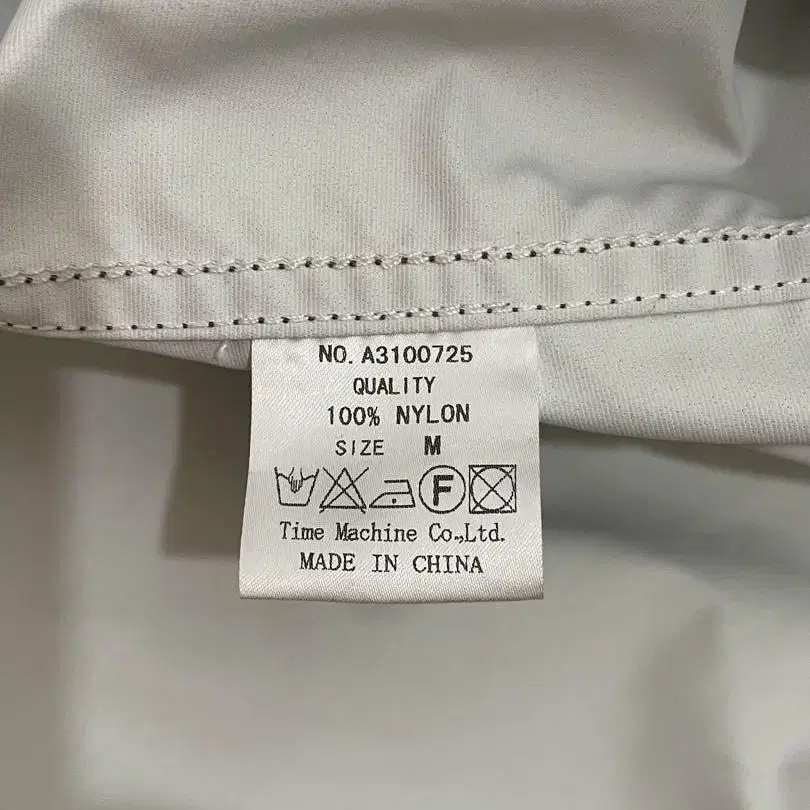 NO. A3100725
QUALITY
100% NYLON
SIZE M
F
Time Machine Co.,Ltd.
MADE IN CHINA